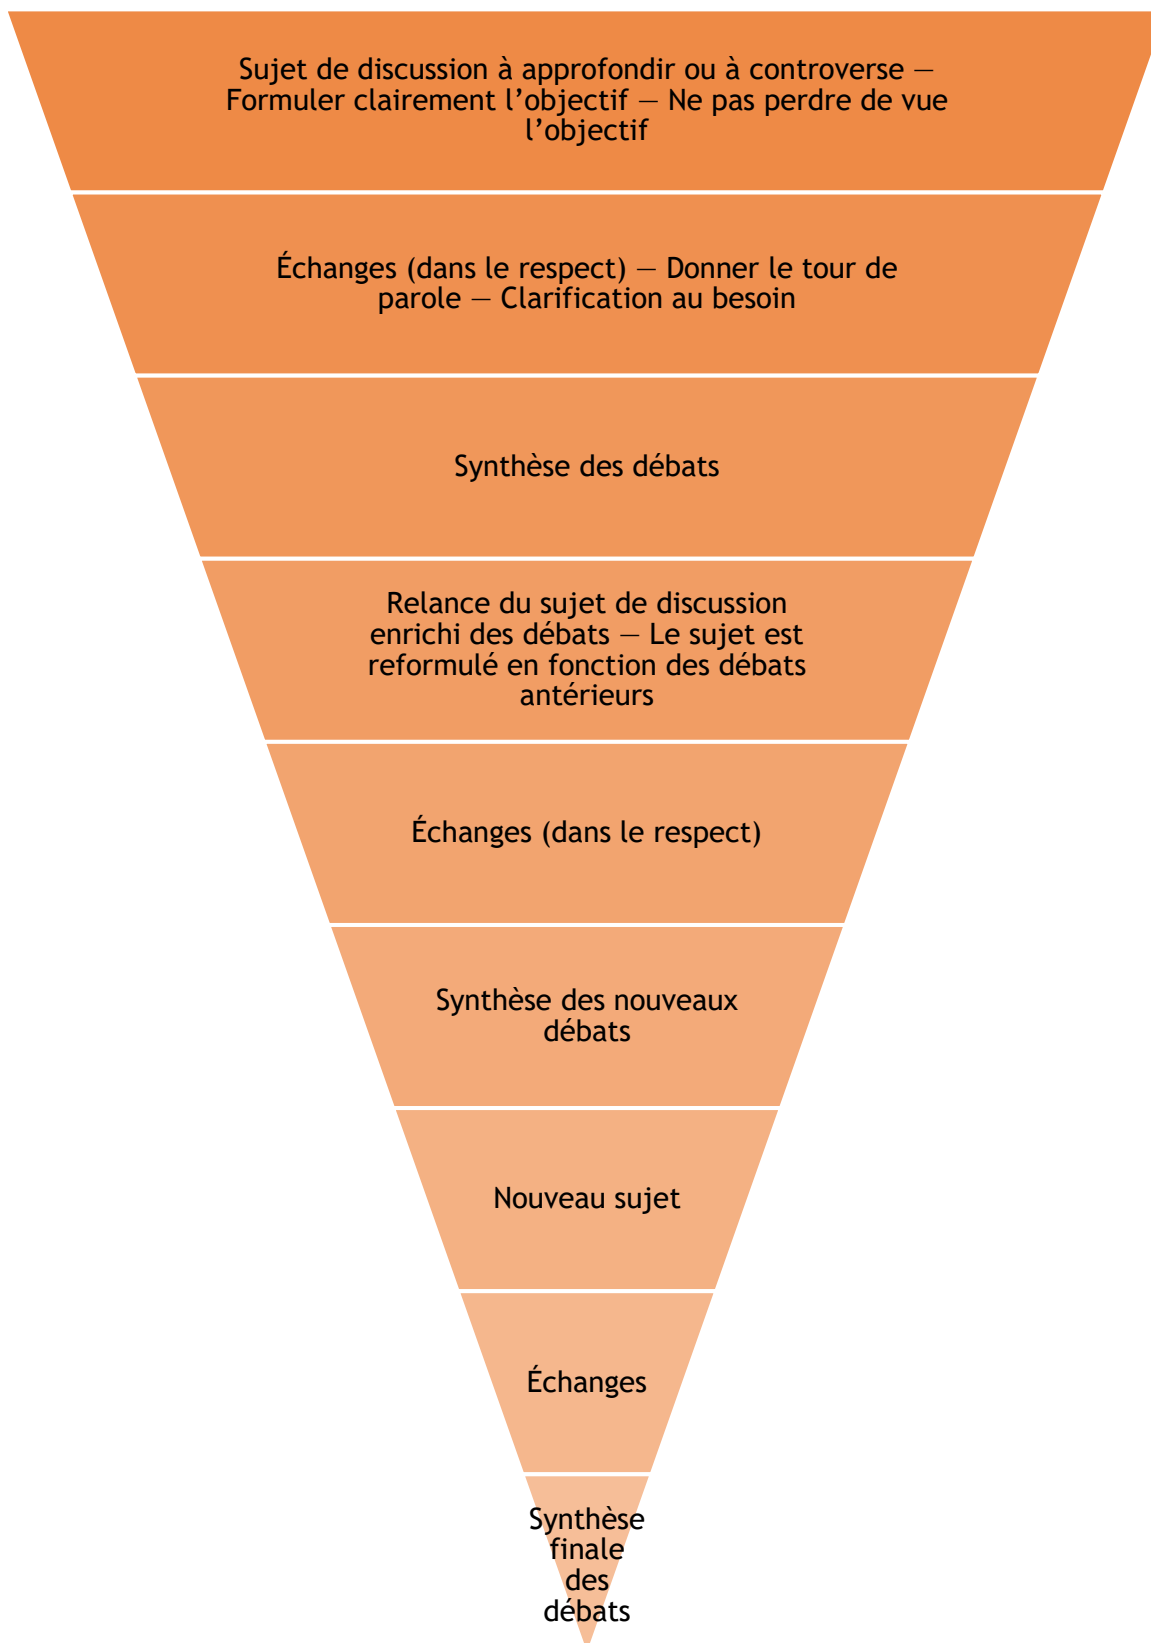 Sujet de discussion à approfondir ou à controverse —
Formuler clairement l’objectif — Ne pas perdre de vue
l’objectif
Échanges (dans le respect) — Donner le tour de
parole — Clarification au besoin
Synthèse des débats
Relance du sujet de discussion
enrichi des débats — Le sujet est
reformulé en fonction des débats
antérieurs
Échanges (dans le respect)
Synthèse des nouveaux
débats
Nouveau sujet
Échanges
Synthèse
finale
des
débats